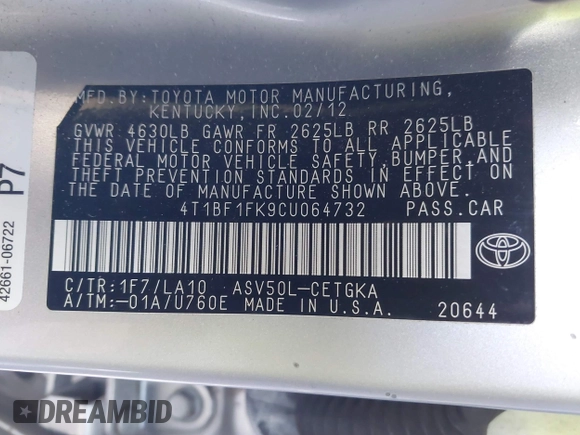 MFD.BY:TOYOTA MOTOR MANUFACTURING,
KENTUCKY,INC.02/12
GVWR 4630LB GAWR FR 2625LB RR 2625LB
THIS VEHICLE CONFORMS TO ALL APPLICABLE
FEDERAL MOTOR VEHICLE SAFETY,BUMPER,AND
THEFT PREVENTION STANDARDS IN EFFECT ON
THE DATE OF MANUFACTURE SHOWN ABOVE.
4T1BF1FK9CU064732 PASS.CAR
C/TR:1F7/LA10 ASV50L-CETGKA
A/TM:-01A/U760E MADE IN U.S.A.
20644
TOYOTA
42661-06722
P7
DREAMBID